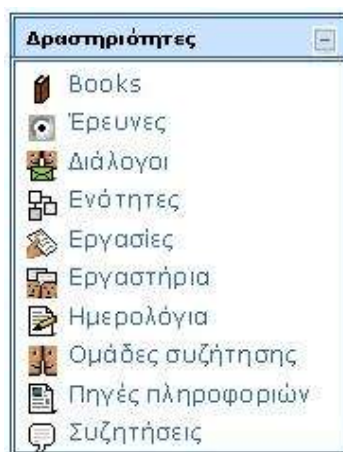 Δραστηριότητες
Books
Έρευνες
Διάλογοι
Ενότητες
Εργασίες
Εργαστήρια
Ημερολόγια
Ομάδες συζήτησης
Πηγές πληροφοριών
Συζητήσεις